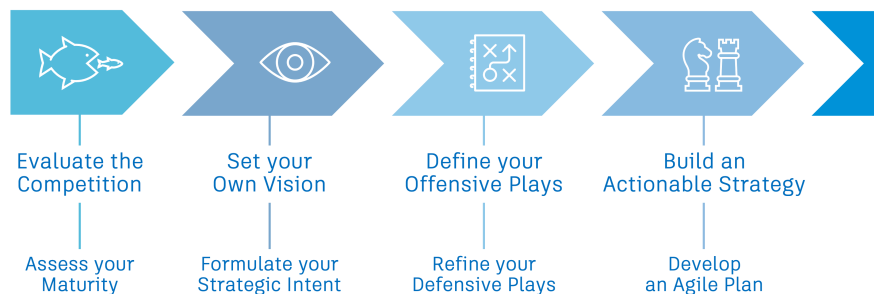 Evaluate the
Competition
Set your
Own Vision
Define your
Offensive Plays
Build an
Actionable Strategy
Assess your
Maturity
Formulate your
Strategic Intent
Refine your
Defensive Plays
Develop
an Agile Plan